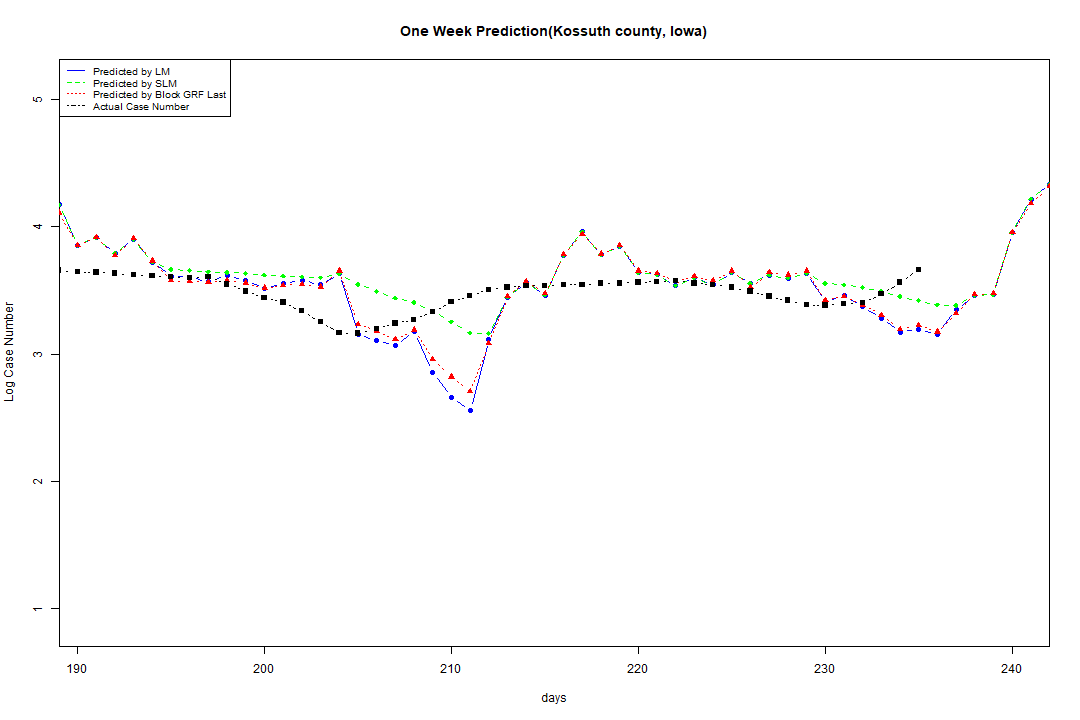 One Week Prediction(Kossuth county, Iowa)
Predicted by LM
Predicted by SLM
Predicted by Block GRF Last
Actual Case Number
5
4
3
2
1
Log Case Number
190 200 210 220 230 240
days